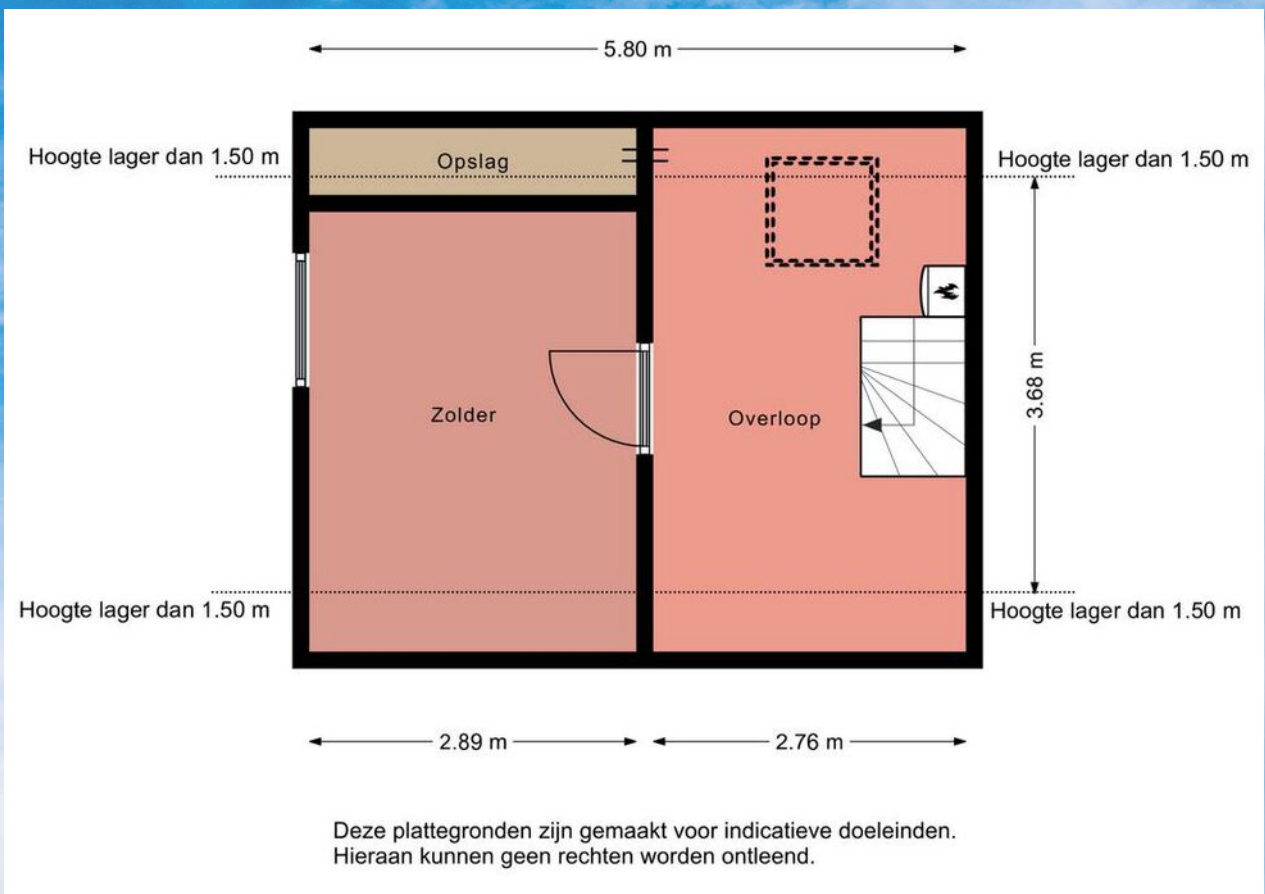 5.80 m
Hoogte lager dan 1.50 m
Hoogte lager dan 1.50 m
Opslag
3.68 m
Zolder
Overloop
Hoogte lager dan 1.50 m
Hoogte lager dan 1.50 m
2.89 m
2.76 m
Deze plattegronden zijn gemaakt voor indicatieve doeleinden.
Hieraan kunnen geen rechten worden ontleend.